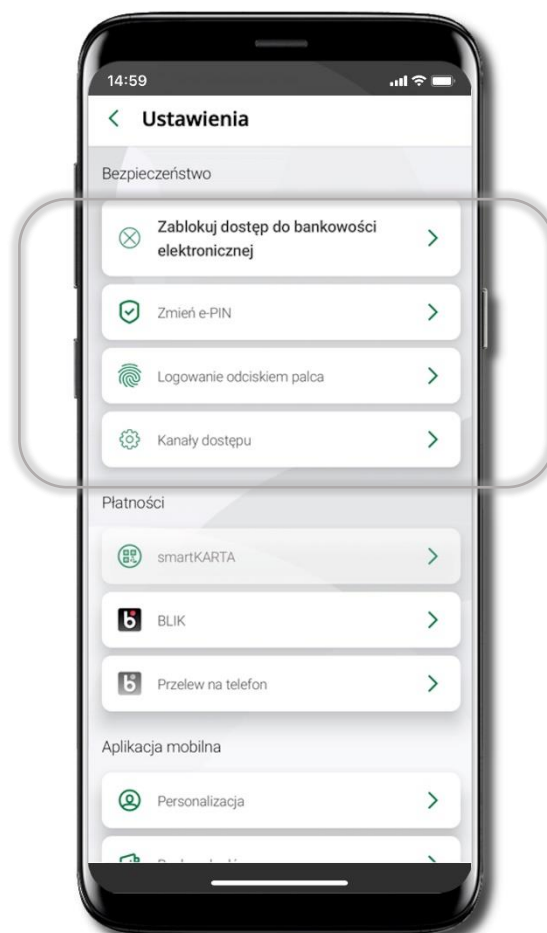 14:59
Ustawienia
Bezpieczeństwo
Zablokuj dostęp do bankowości
elektronicznej
Zmień e-PIN
Logowanie odciskiem palca
Kanały dostępu
Płatności
smartKARTA
BLIK
Przelew na telefon
Aplikacja mobilna
Personalizacja